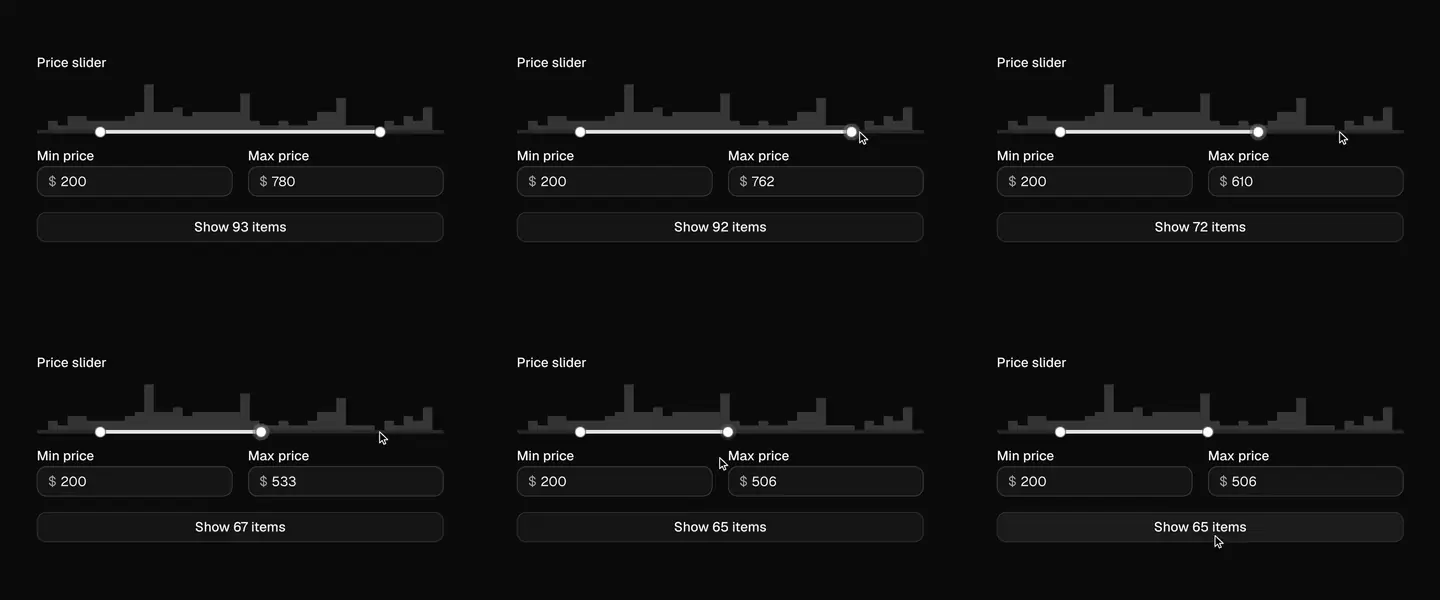 Price slider
Min price Max price
$ 200 $ 780
Show 93 items
Price slider
Min price Max price
$ 200 $ 762
Show 92 items
Price slider
Min price Max price
$ 200 $ 610
Show 72 items
Price slider
Min price Max price
$ 200 $ 533
Show 67 items
Price slider
Min price Max price
$ 200 $ 506
Show 65 items
Price slider
Min price Max price
$ 200 $ 506
Show 65 items